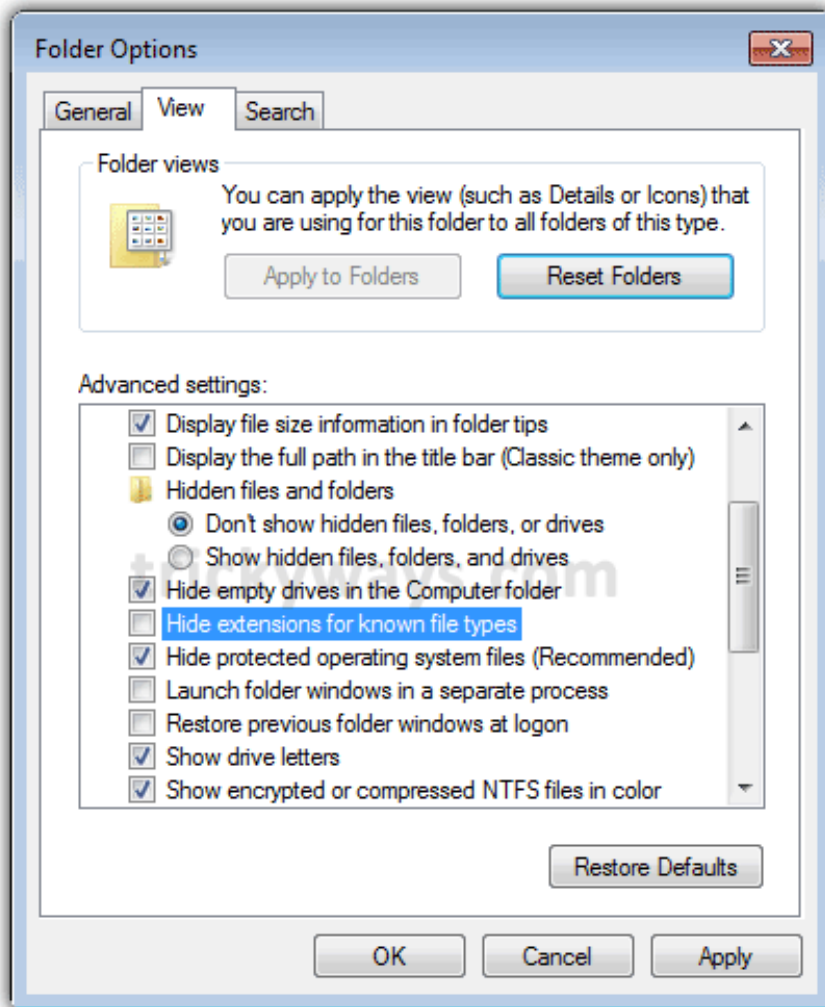 Folder Options
General View Search
Folder views
You can apply the view (such as Details or Icons) that
you are using for this folder to all folders of this type.
Apply to Folders Reset Folders
Advanced settings:
Display file size information in folder tips
Display the full path in the title bar (Classic theme only)
Hidden files and folders
Don't show hidden files, folders, or drives
Show hidden files, folders, and drives
trickyways.com
Hide empty drives in the Computer folder
Hide extensions for known file types
Hide protected operating system files (Recommended)
Launch folder windows in a separate process
Restore previous folder windows at logon
Show drive letters
Show encrypted or compressed NTFS files in color
Restore Defaults
OK Cancel Apply